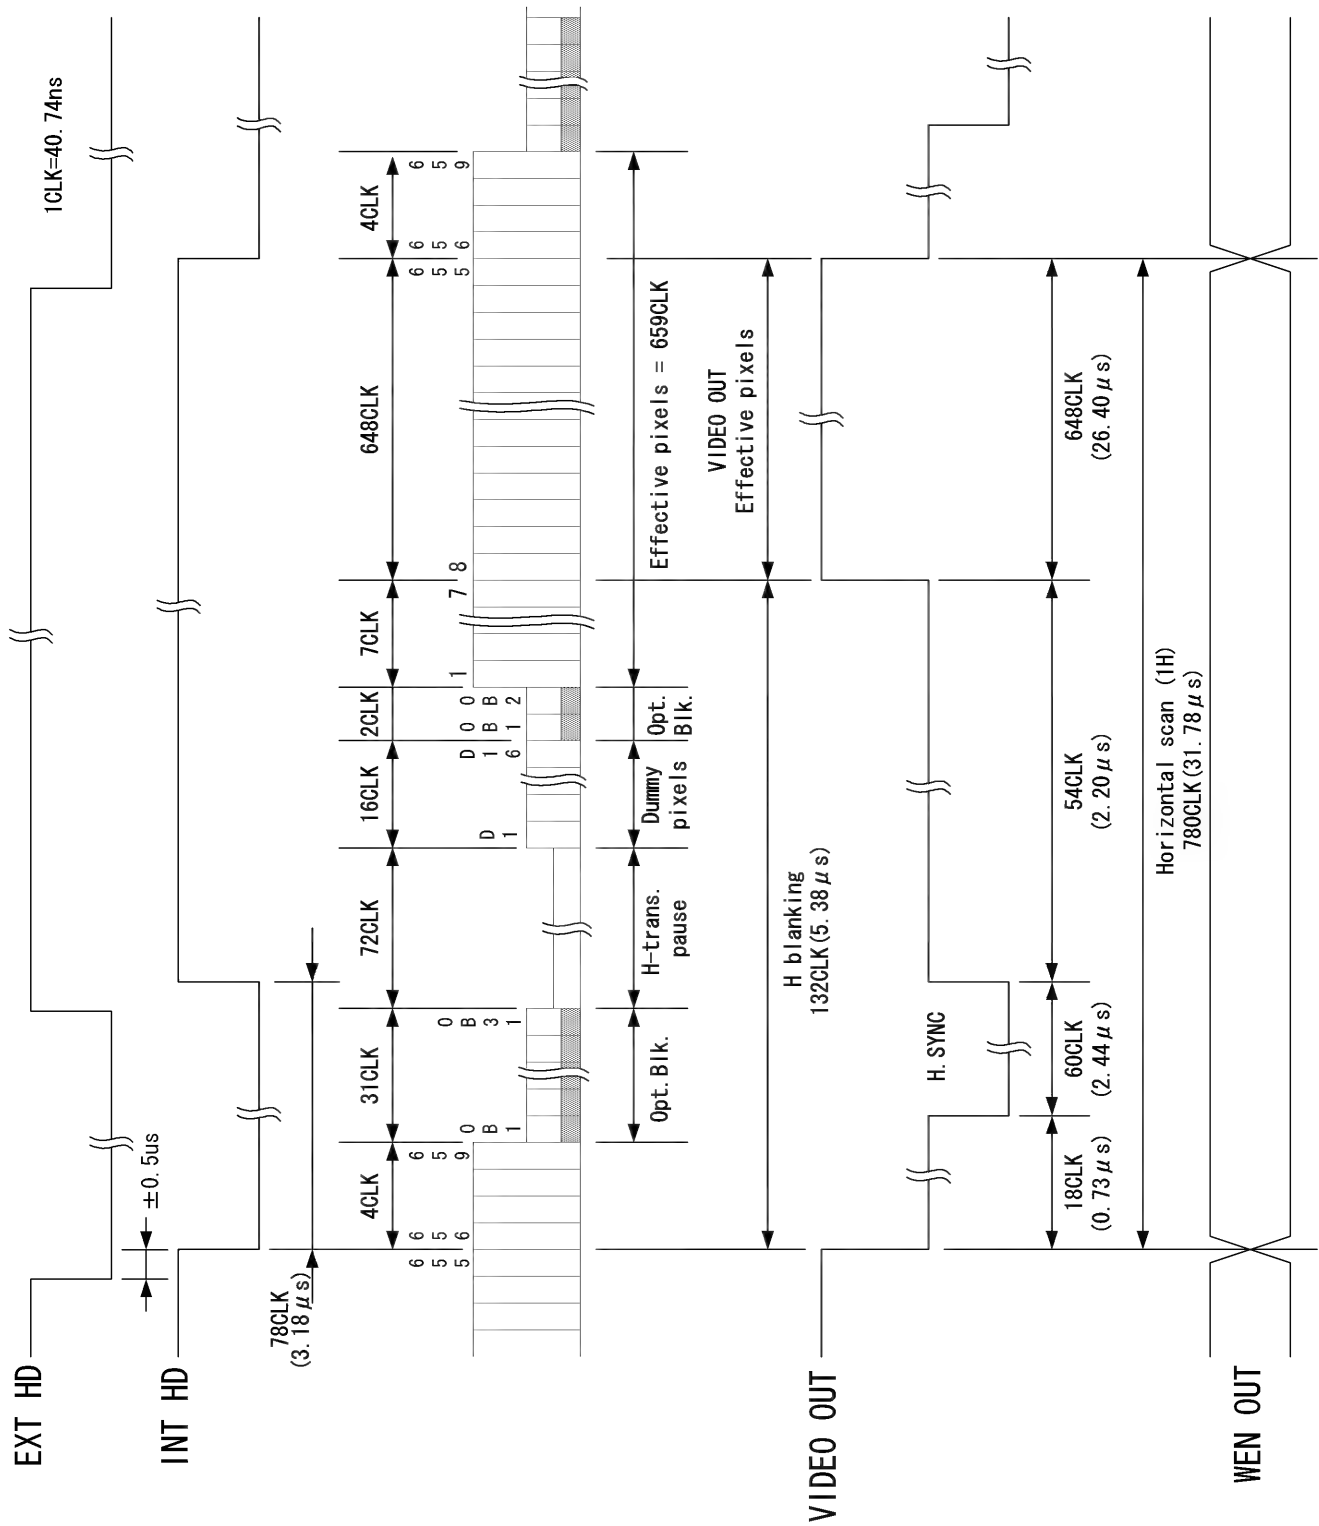 EXT HD
1CLK=40.74ns
±0.5us
INT HD
78CLK
(3.18μs)
4CLK
31CLK
72CLK
16CLK
2CLK
7CLK
648CLK
4CLK
655
656
659
OB1
OB31
D1
D16
OB1
OB2
1
7
8
655
656
659
Opt.Blk.
H-trans.
pause
Dummy
pixels
Opt.
Blk.
Effective pixels = 659CLK
H blanking
132CLK(5.38μs)
VIDEO OUT
Effective pixels
VIDEO OUT
H.SYNC
18CLK
(0.73μs)
60CLK
(2.44μs)
54CLK
(2.20μs)
648CLK
(26.40μs)
Horizontal scan (1H)
780CLK(31.78μs)
WEN OUT